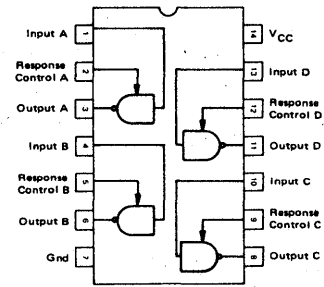 Input A 1
Response
Control A 2
Output A 3
Input B 4
Response
Control B 5
Output B 6
Gnd 7
14 VCC
13 Input D
12 Response
Control D
11 Output D
10 Input C
9 Response
Control C
8 Output C